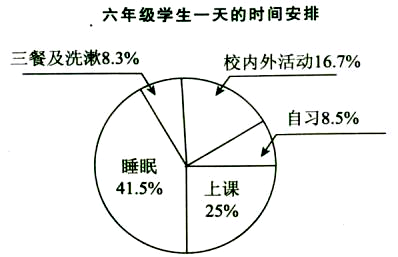 六年级学生一天的时间安排
三餐及洗漱8.3%
校内外活动16.7%
自习8.5%
睡眠
41.5%
上课
25%